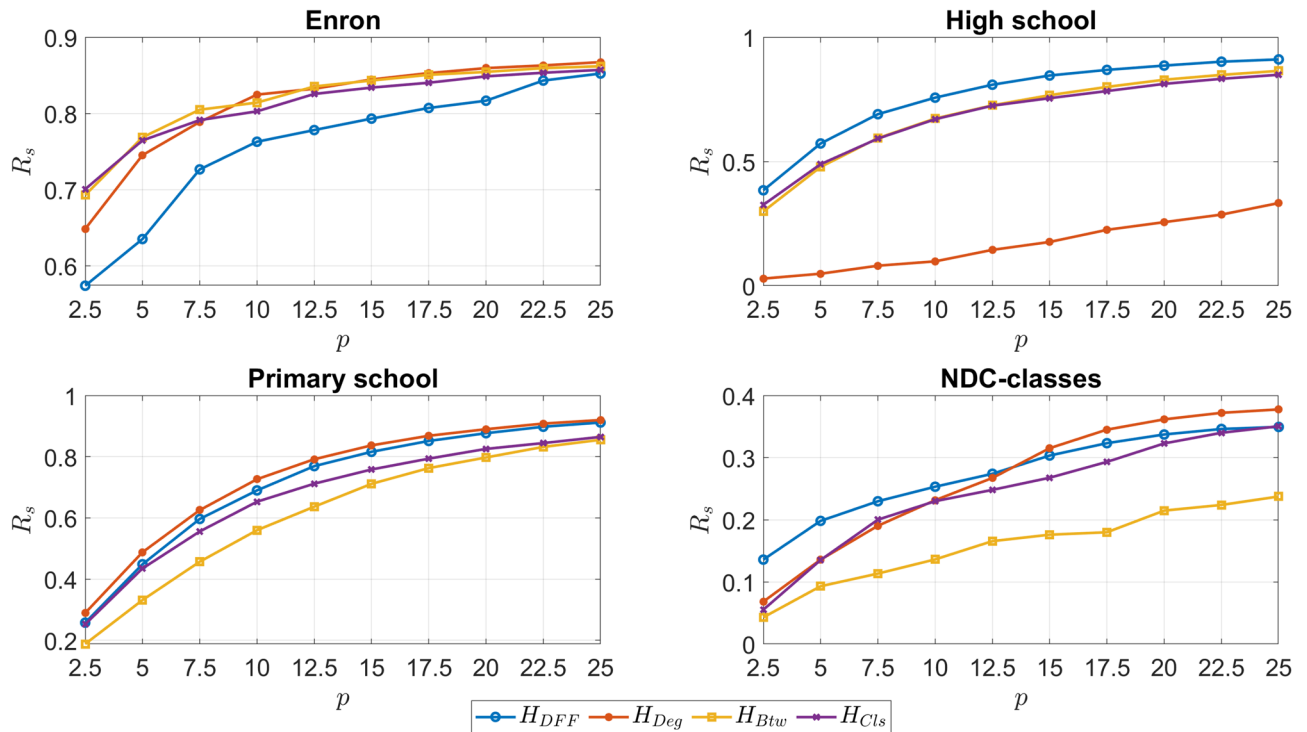 Enron
0.9
0.8
0.7
0.6
R_s
2.5 5 7.5 10 12.5 15 17.5 20 22.5 25
p
High school
1
0.5
0
R_s
2.5 5 7.5 10 12.5 15 17.5 20 22.5 25
p
Primary school
1
0.8
0.6
0.4
0.2
R_s
2.5 5 7.5 10 12.5 15 17.5 20 22.5 25
p
NDC-classes
0.4
0.3
0.2
0.1
0
R_s
2.5 5 7.5 10 12.5 15 17.5 20 22.5 25
p
H_DFF H_Deg H_Btw H_Cls